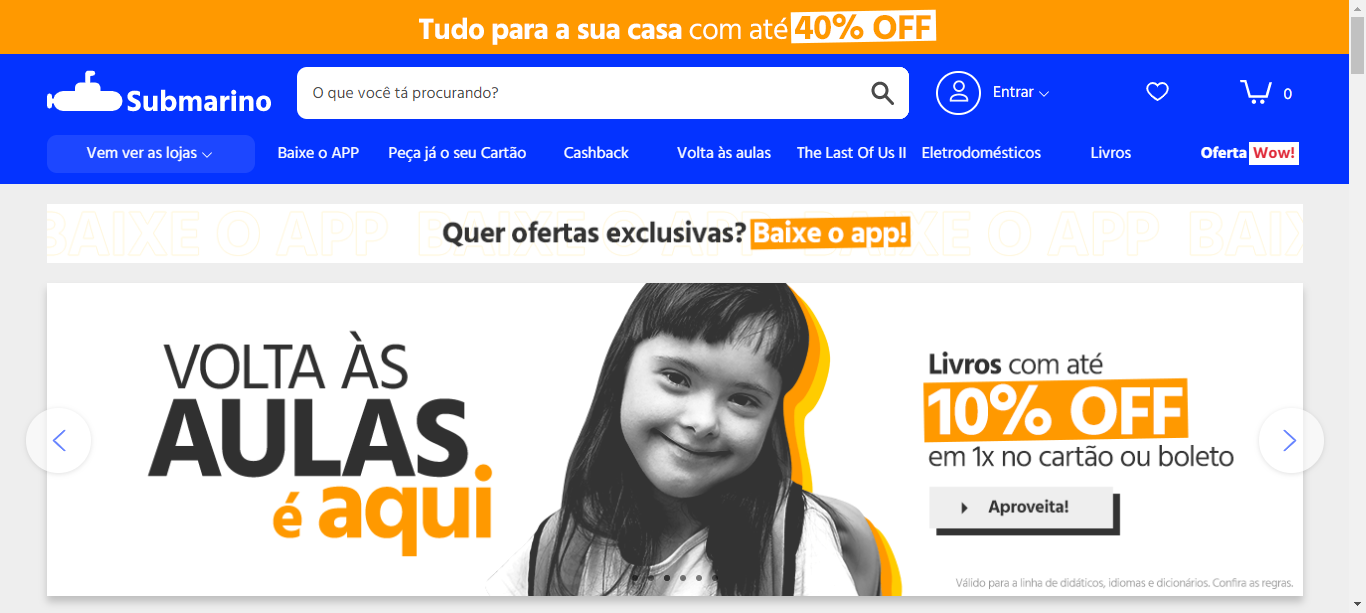 Tudo para a sua casa com até 40% OFF
Submarino
O que você tá procurando?
Entrar
0
Vem ver as lojas
Baixe o APP
Peça já o seu Cartão
Cashback
Volta às aulas
The Last Of Us II
Eletrodomésticos
Livros
Oferta Wow!
BAIXE O APP BAIXE O APP BAIXE O APP BAIX
Quer ofertas exclusivas? Baixe o app!
VOLTA ÀS
AULAS
é aqui
Livros com até
10% OFF
em 1x no cartão ou boleto
Aproveita!
Válido para a linha de didáticos, idiomas e dicionários. Confira as regras.